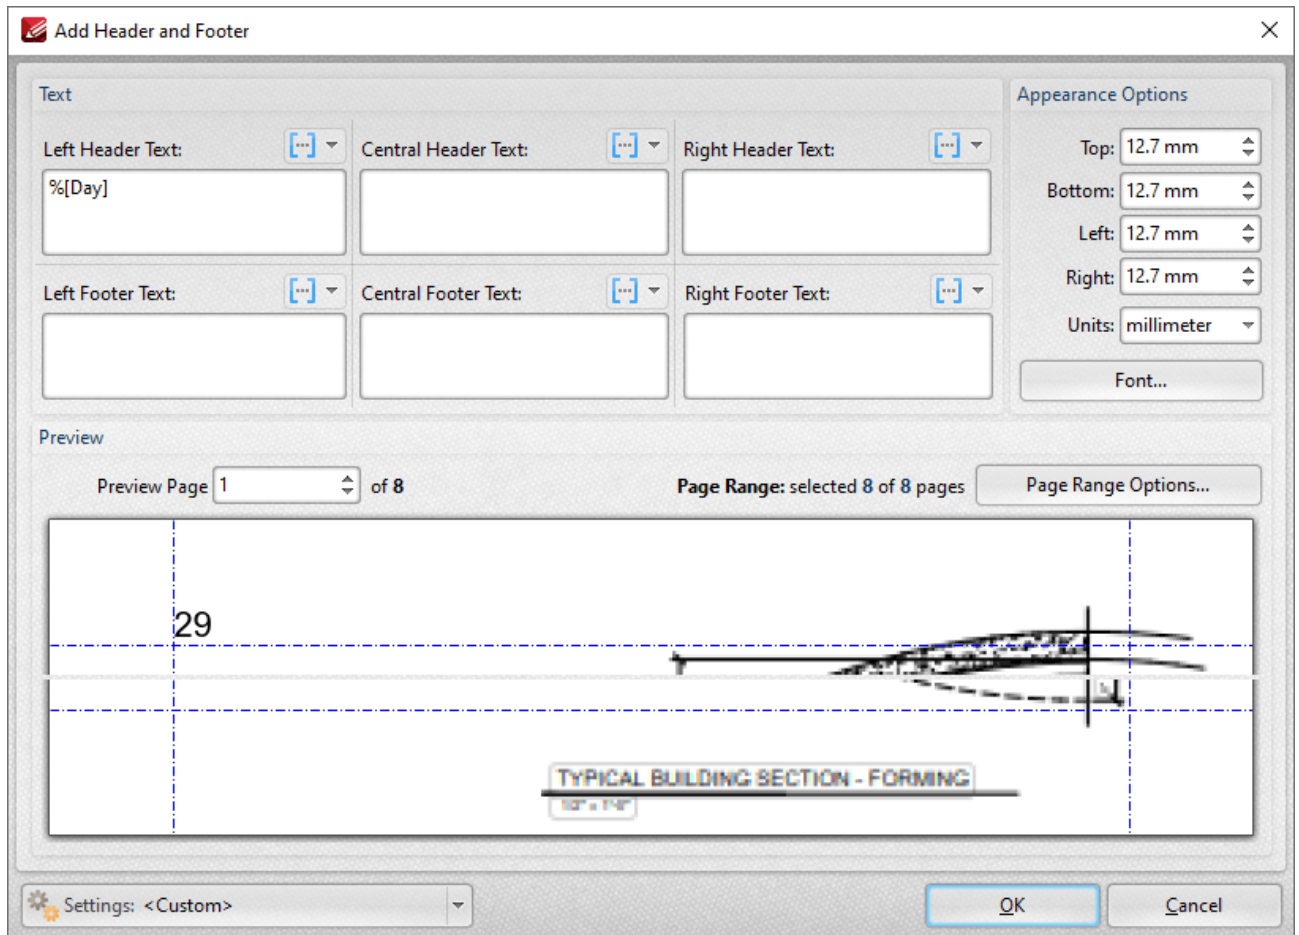 Add Header and Footer
Text
Appearance Options
Left Header Text:
Central Header Text:
Right Header Text:
%[Day]
Left Footer Text:
Central Footer Text:
Right Footer Text:
Top: 12.7 mm
Bottom: 12.7 mm
Left: 12.7 mm
Right: 12.7 mm
Units: millimeter
Font...
Preview
Preview Page 1 of 8
Page Range: selected 8 of 8 pages
Page Range Options...
29
TYPICAL BUILDING SECTION - FORMING
Settings: <Custom>
OK
Cancel